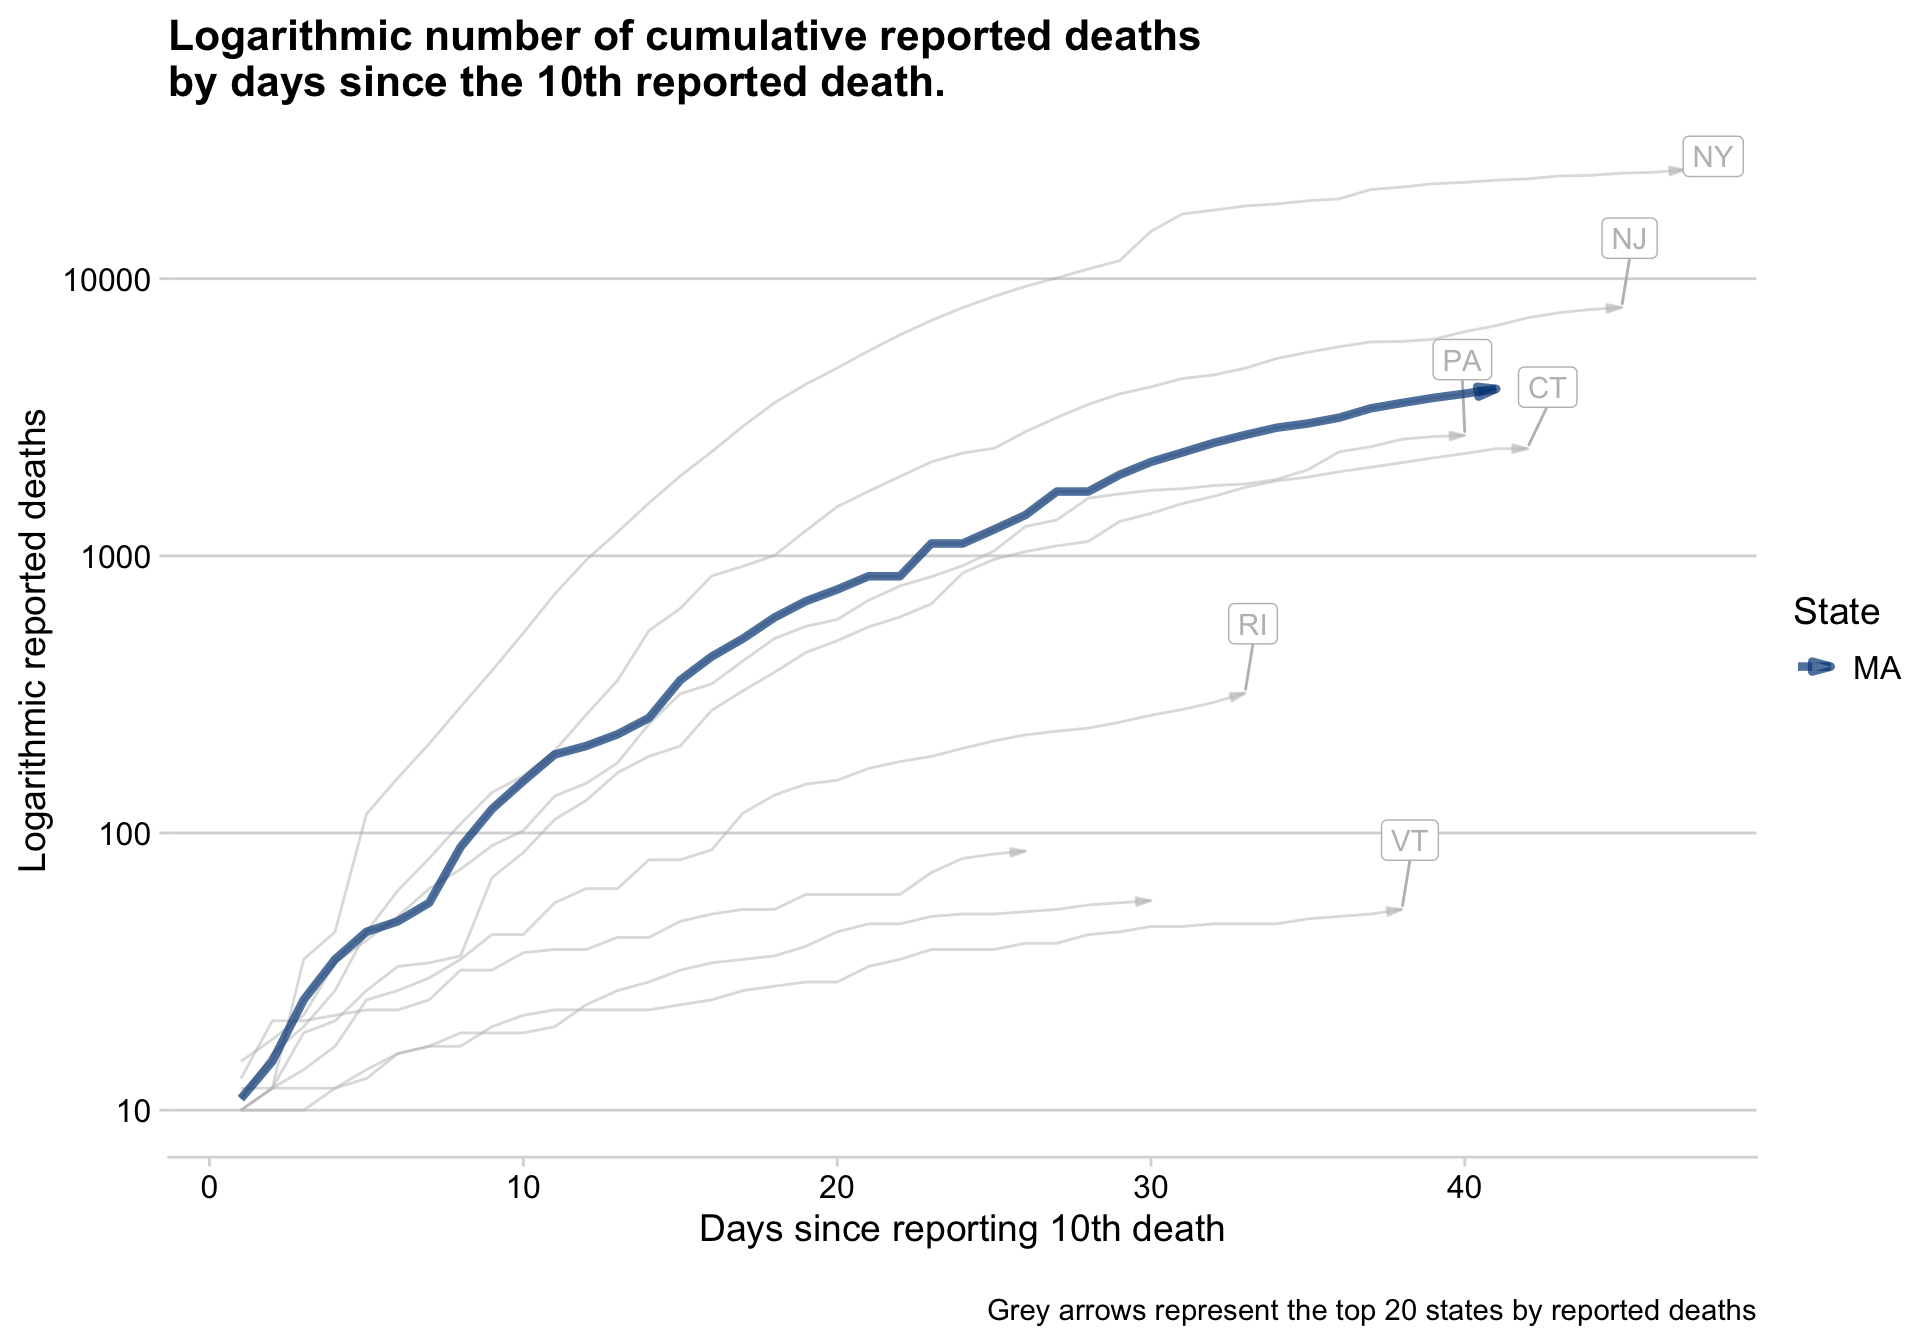 Logarithmic number of cumulative reported deaths
by days since the 10th reported death.
NY
NJ
10000
PA
CT
1000
RI
State
MA
VT
100
10
Logarithmic reported deaths
0 10 20 30 40
Days since reporting 10th death
Grey arrows represent the top 20 states by reported deaths